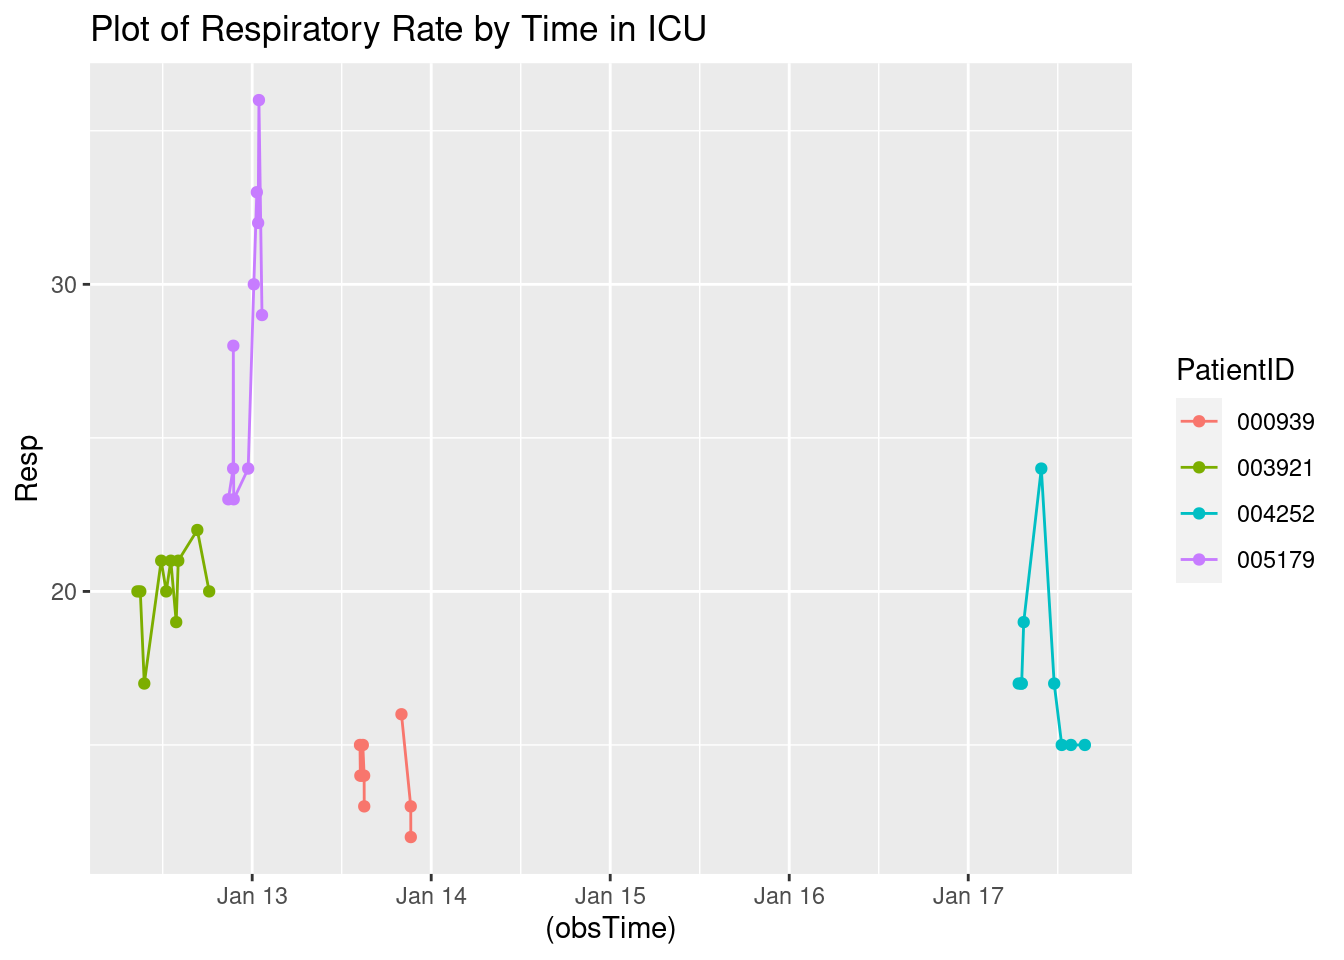 Plot of Respiratory Rate by Time in ICU
Resp
30
20
Jan 13
Jan 14
Jan 15
Jan 16
Jan 17
(obsTime)
PatientID
000939
003921
004252
005179